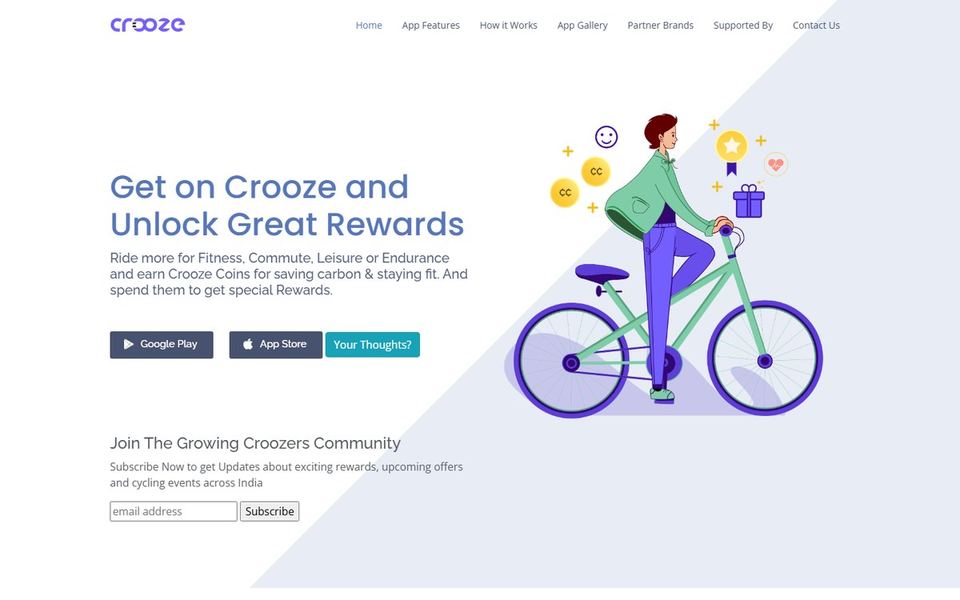 crooze
Home App Features How it Works App Gallery Partner Brands Supported By Contact Us
CC
CC
Get on Crooze and
Unlock Great Rewards
Ride more for Fitness, Commute, Leisure or Endurance
and earn Crooze Coins for saving carbon & staying fit. And
spend them to get special Rewards.
Google Play App Store Your Thoughts?
Join The Growing Croozers Community
Subscribe Now to get Updates about exciting rewards, upcoming offers
and cycling events across India
email address Subscribe